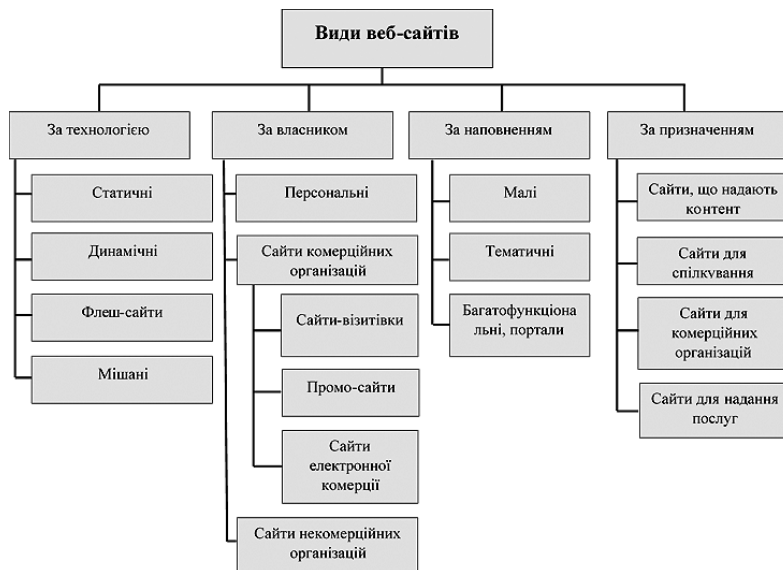 Види веб-сайтів
За технологією
Статичні
Динамічні
Флеш-сайти
Мішані
За власником
Персональні
Сайти комерційних
організацій
Сайти-візитівки
Промо-сайти
Сайти
електронної
комерції
Сайти некомерційних
організацій
За наповненням
Малі
Тематичні
Багатофункціона
льні, портали
За призначенням
Сайти, що надають
контент
Сайти для
спілкування
Сайти для
комерційних
організацій
Сайти для надання
послуг